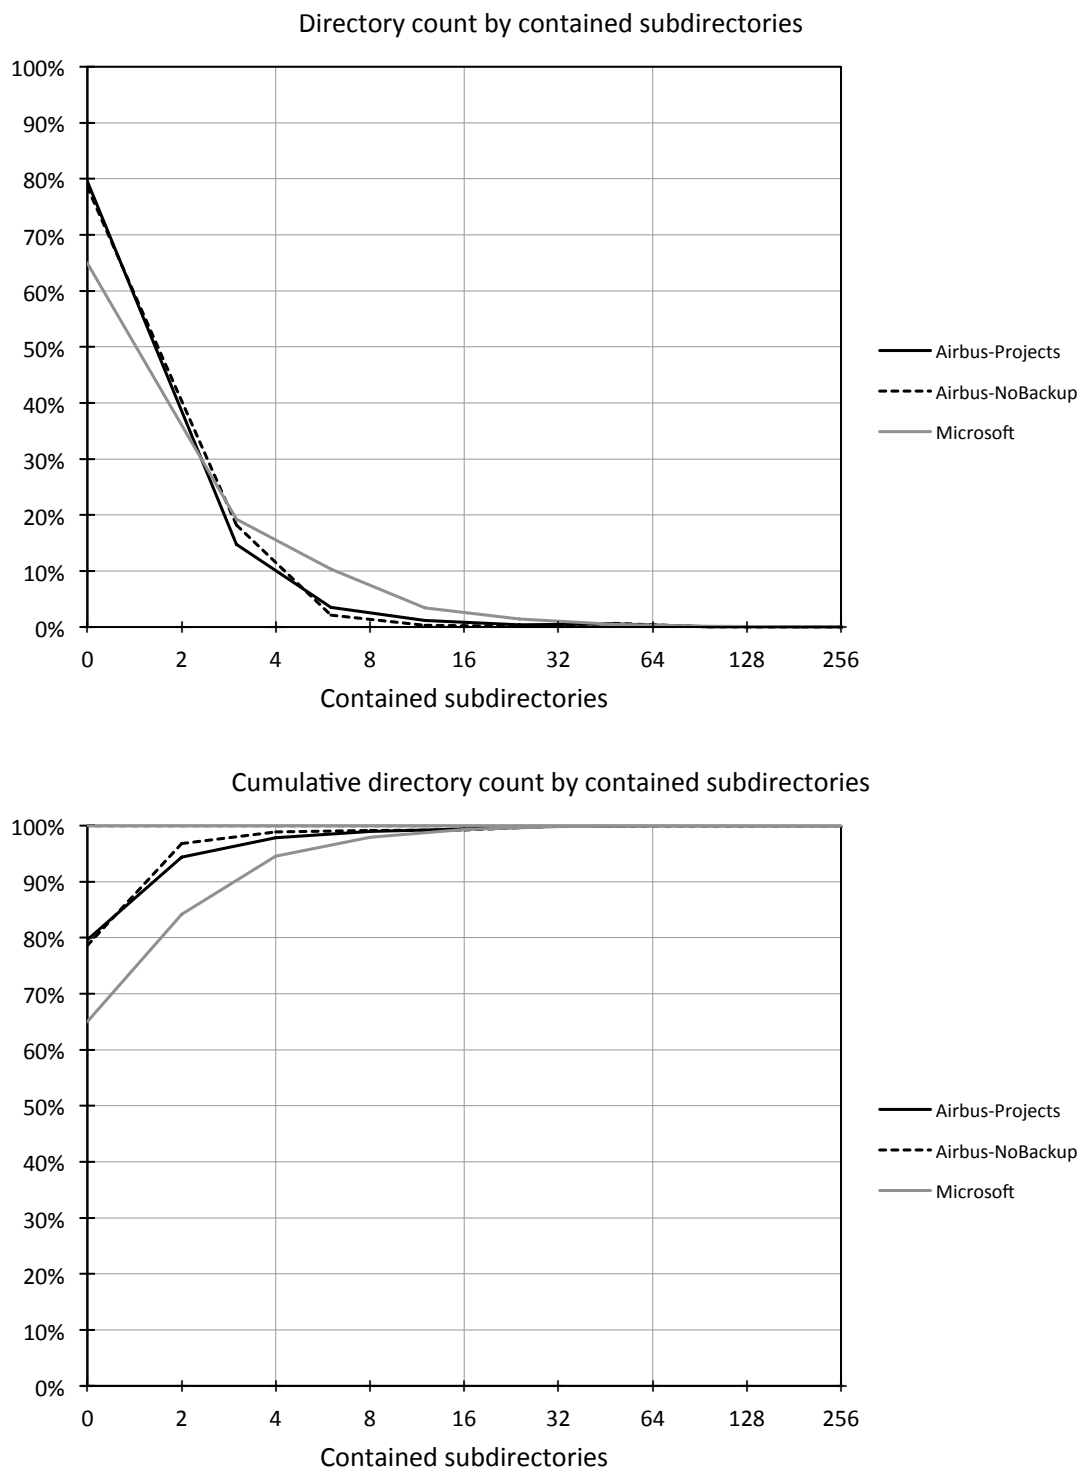 Directory count by contained subdirectories
100%
90%
80%
70%
60%
50%
40%
30%
20%
10%
0%
0 2 4 8 16 32 64 128 256
Contained subdirectories
Airbus-Projects
Airbus-NoBackup
Microsoft
Cumulative directory count by contained subdirectories
100%
90%
80%
70%
60%
50%
40%
30%
20%
10%
0%
0 2 4 8 16 32 64 128 256
Contained subdirectories
Airbus-Projects
Airbus-NoBackup
Microsoft